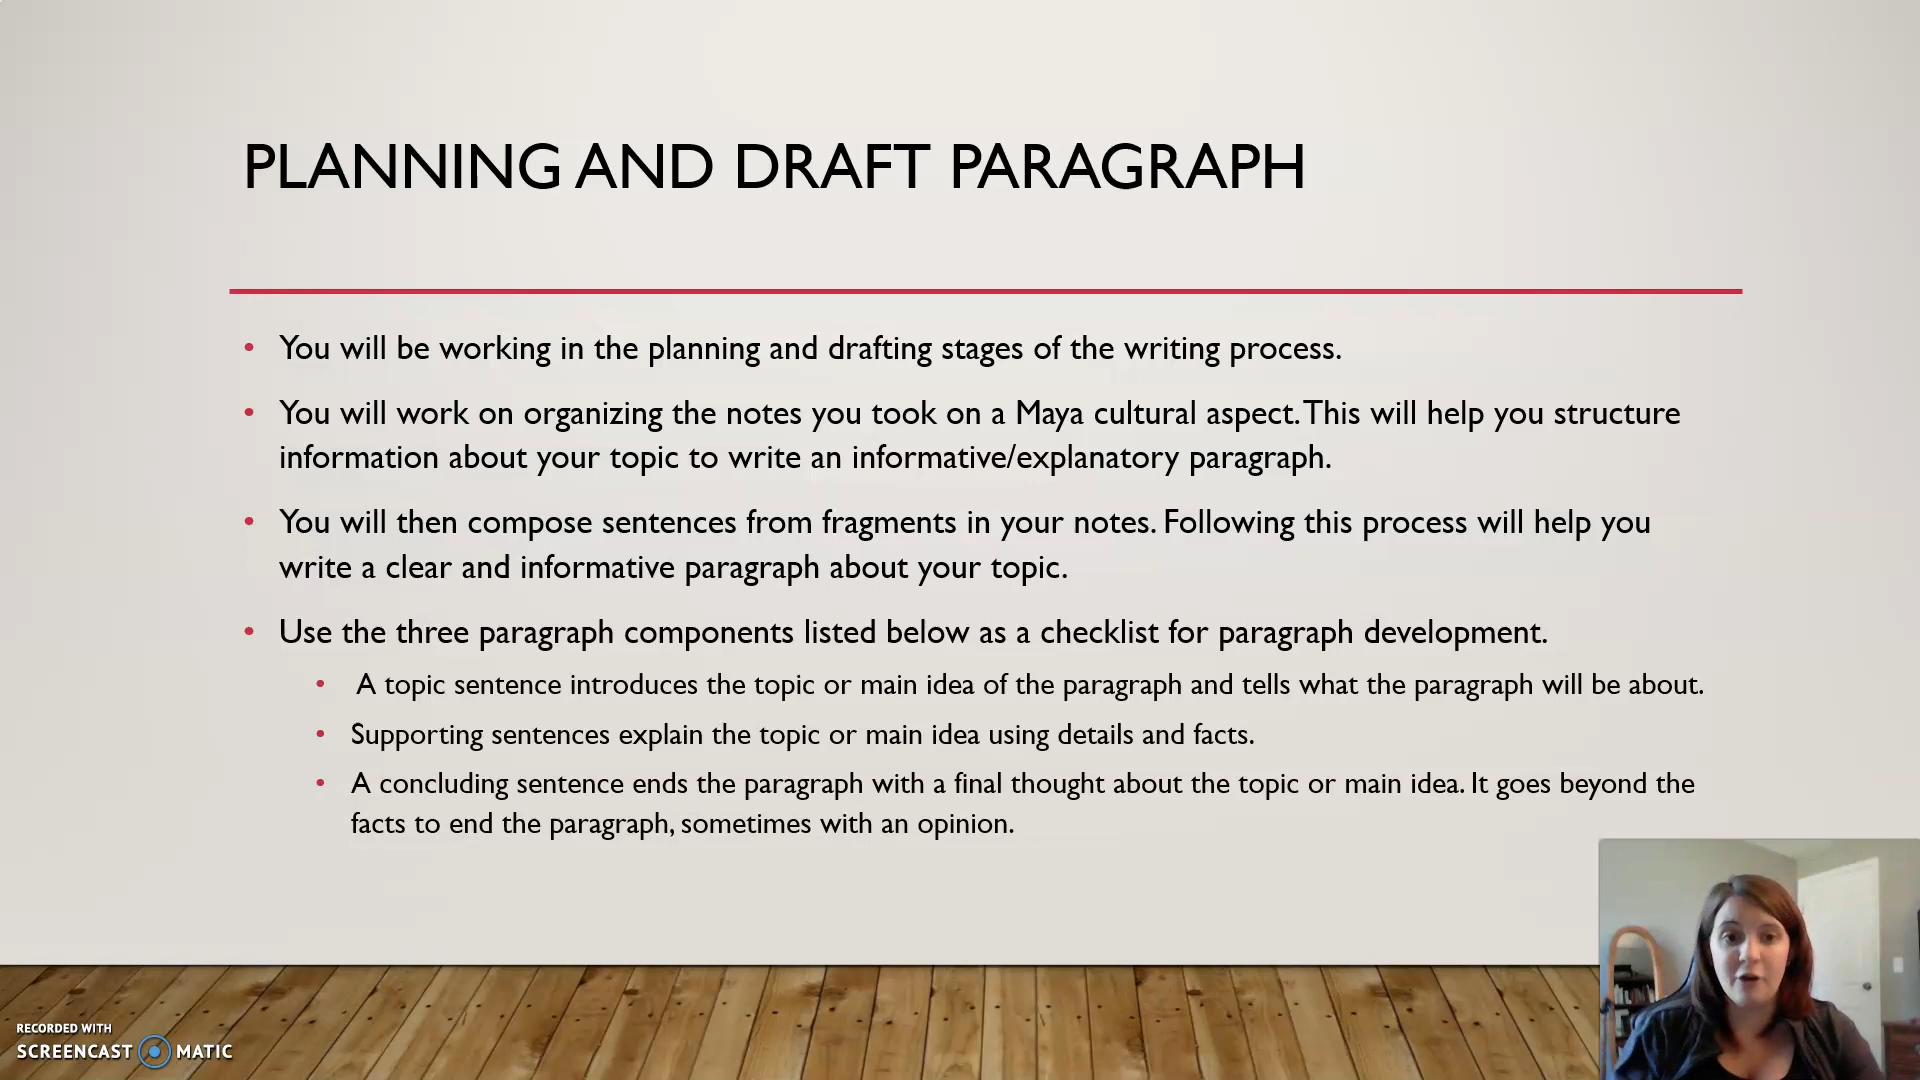 PLANNING AND DRAFT PARAGRAPH
• You will be working in the planning and drafting stages of the writing process.
• You will work on organizing the notes you took on a Maya cultural aspect. This will help you structure
information about your topic to write an informative/explanatory paragraph.
• You will then compose sentences from fragments in your notes. Following this process will help you
write a clear and informative paragraph about your topic.
• Use the three paragraph components listed below as a checklist for paragraph development.
• A topic sentence introduces the topic or main idea of the paragraph and tells what the paragraph will be about.
• Supporting sentences explain the topic or main idea using details and facts.
• A concluding sentence ends the paragraph with a final thought about the topic or main idea. It goes beyond the
facts to end the paragraph, sometimes with an opinion.
RECORDED WITH
SCREENCAST MATIC